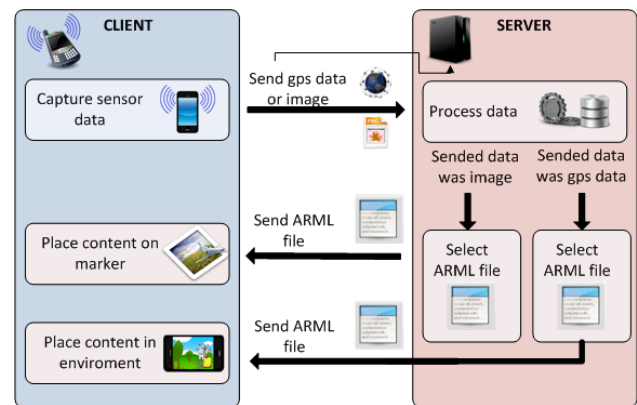 CLIENT
SERVER
Capture sensor
data
Send gps data
or image
Process data
Sended data
was image
Sended data
was gps data
Send ARML
file
Place content on
marker
Select
ARML file
Select
ARML file
Send ARML
file
Place content in
enviroment